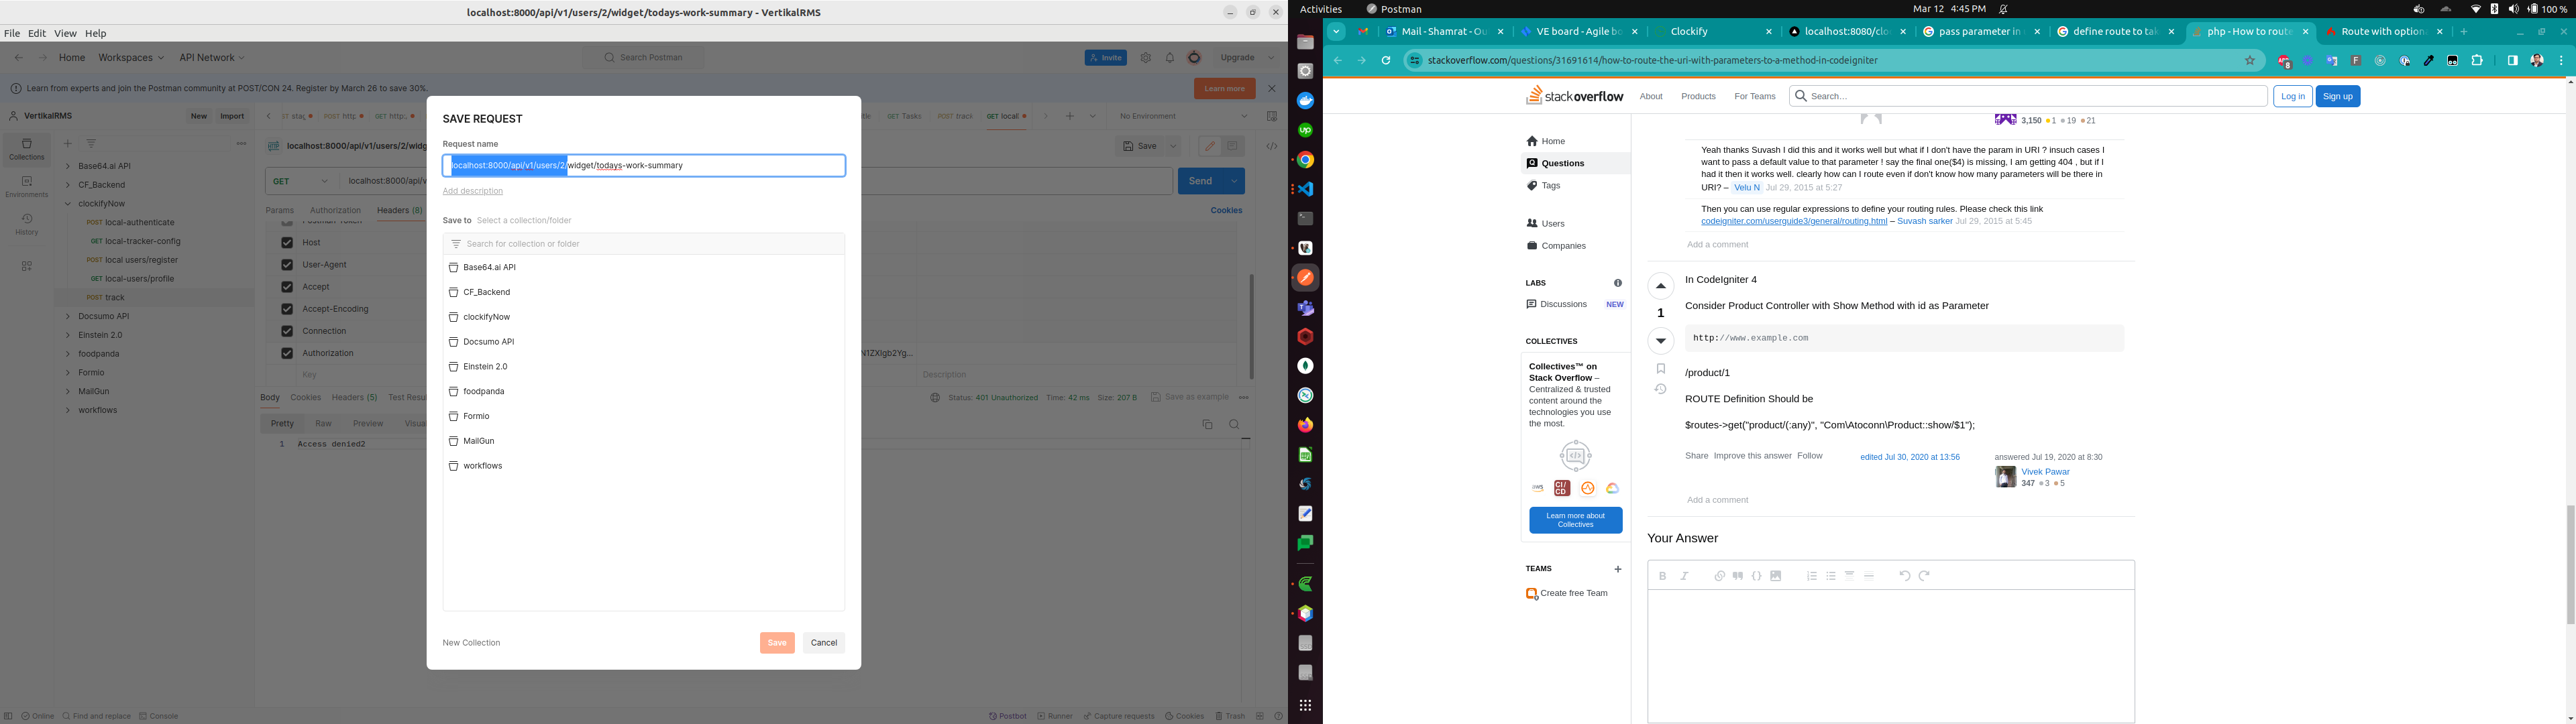 localhost:8000/api/v1/users/2/widget/todays-work-summary - VertikalRMS
File Edit View Help
Home Workspaces API Network Search Postman Invite Upgrade
Learn from experts and join the Postman community at POST/CON 24. Register by March 26 to save 30%. Learn more
VertikalRMS New Import
GET Tasks POST track GET locall No Environment
Collections
Environments
History
Base64.ai API
CF_Backend
clockifyNow
POST local-authenticate
GET local-tracker-config
POST local users/register
GET local-users/profile
POST track
Docsumo API
Einstein 2.0
foodpanda
Formio
MailGun
workflows
localhost:8000/api/v1/users/2/widg
Save
GET localhost:8000/api/v
Send
Params Authorization Headers (8)
Cookies
Host
User-Agent
Accept
Accept-Encoding
Connection
Authorization
Key
Description
Body Cookies Headers (5) Test Resul
Status: 401 Unauthorized Time: 42 ms Size: 207 B Save as example
Pretty Raw Preview Visua
1 Access denied2
SAVE REQUEST
Request name
localhost:8000/api/v1/users/2/widget/todays-work-summary
Add description
Save to Select a collection/folder
Search for collection or folder
Base64.ai API
CF_Backend
clockifyNow
Docsumo API
Einstein 2.0
foodpanda
Formio
MailGun
workflows
New Collection Save Cancel
Online Find and replace Console
Postbot Runner Capture requests Cookies Trash
Activities Postman Mar 12 4:45 PM 100 %
Mail - Shamrat - Ou VE board - Agile bo Clockify localhost:8080/clo pass parameter in define route to tak php - How to route Route with option
stackoverflow.com/questions/31691614/how-to-route-the-uri-with-parameters-to-a-method-in-codeigniter
stackoverflow About Products For Teams Search... Log in Sign up
Home
Questions
Tags
Users
Companies
LABS
Discussions NEW
COLLECTIVES
Collectives™ on
Stack Overflow –
Centralized & trusted
content around the
technologies you use
the most.
Learn more about
Collectives
TEAMS
Create free Team
3,150 1 19 21
Yeah thanks Suvash I did this and it works well but what if I don't have the param in URI ? insuch cases I
want to pass a default value to that parameter ! say the final one($4) is missing, I am getting 404 , but if I
had it then it works well. clearly how can I route even if don't know how many parameters will be there in
URI? – Velu N Jul 29, 2015 at 5:27
Then you can use regular expressions to define your routing rules. Please check this link
codeigniter.com/userguide3/general/routing.html – Suvash sarker Jul 29, 2015 at 5:45
Add a comment
1
In CodeIgniter 4
Consider Product Controller with Show Method with id as Parameter
http://www.example.com
/product/1
ROUTE Definition Should be
$routes->get("product/(:any)", "Com\Atoconn\Product::show/$1");
Share Improve this answer Follow
edited Jul 30, 2020 at 13:56
answered Jul 19, 2020 at 8:30
Vivek Pawar
347 3 5
Add a comment
Your Answer